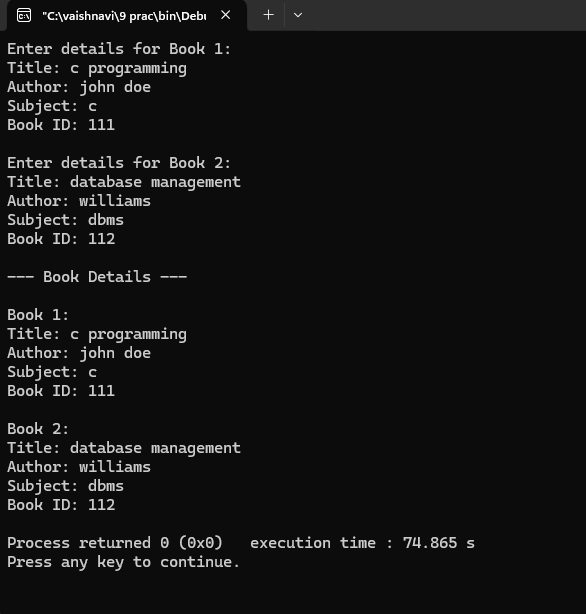 "C:\vaishnavi\9 prac\bin\Debu
Enter details for Book 1:
Title: c programming
Author: john doe
Subject: c
Book ID: 111
Enter details for Book 2:
Title: database management
Author: williams
Subject: dbms
Book ID: 112
--- Book Details ---
Book 1:
Title: c programming
Author: john doe
Subject: c
Book ID: 111
Book 2:
Title: database management
Author: williams
Subject: dbms
Book ID: 112
Process returned 0 (0x0)   execution time : 74.865 s
Press any key to continue.